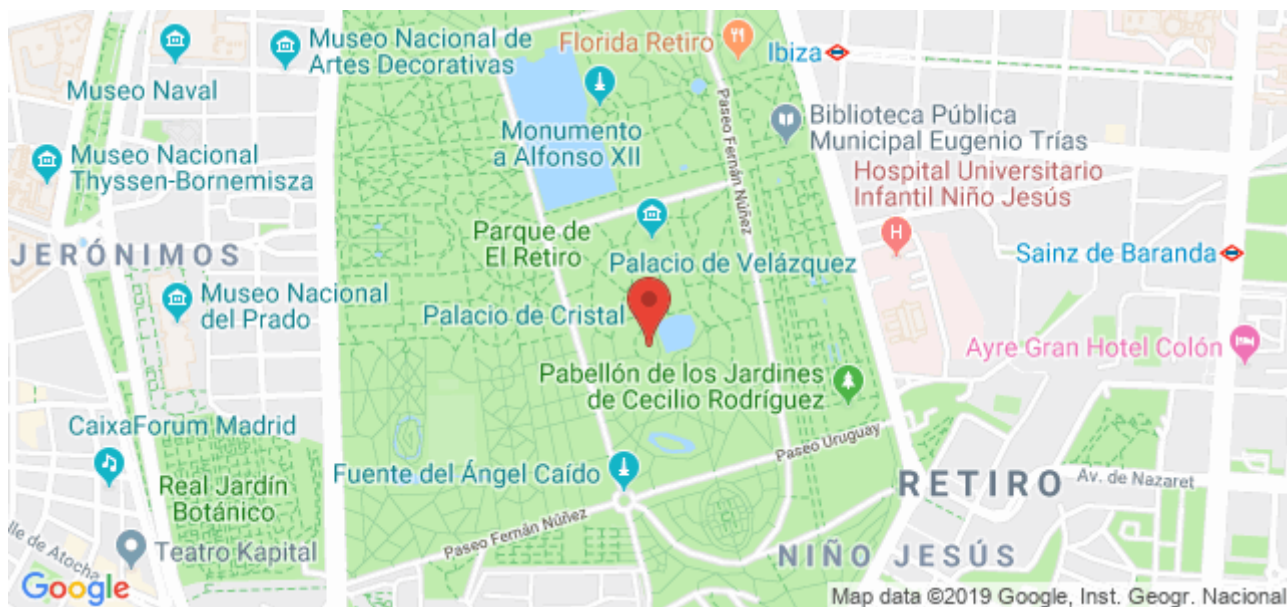 Museo Naval
Museo Nacional de
Artes Decorativas
Florida Retiro
Ibiza
Monumento
a Alfonso XII
Paseo Fernán Núñez
Biblioteca Pública
Municipal Eugenio Trías
Museo Nacional
Thyssen-Bornemisza
Hospital Universitario
Infantil Niño Jesús
H
JERÓNIMOS
Parque de
El Retiro
Palacio de Velázquez
Sainz de Baranda
Museo Nacional
del Prado
Palacio de Cristal
Ayre Gran Hotel Colón
Pabellón de los Jardines
de Cecilio Rodríguez
CaixaForum Madrid
Paseo Uruguay
Fuente del Ángel Caído
RETIRO
Av. de Nazaret
Real Jardín
Botánico
Paseo Fernán Núñez
lle de Atocha
Teatro Kapital
NIÑO JESÚS
Google
Map data ©2019 Google, Inst. Geogr. Nacional